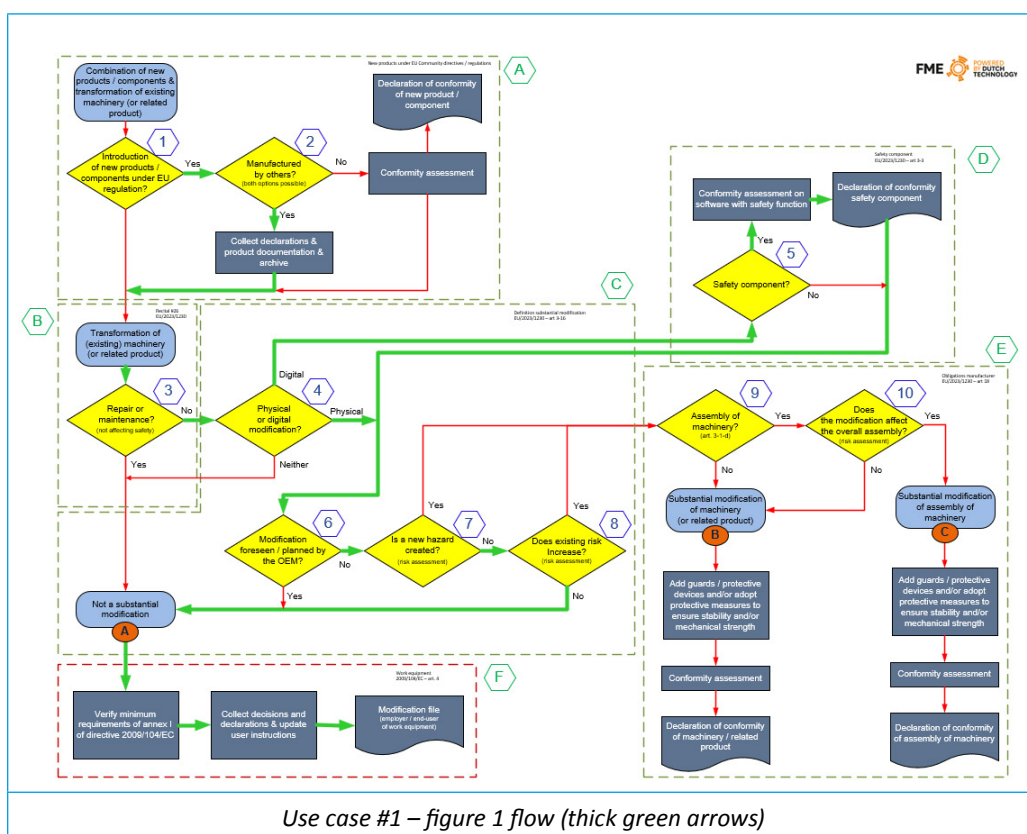 New products under EU Community directives / regulations
A
FME
POWERED
BY DUTCH
TECHNOLOGY
Combination of new
products / components &
transformation of existing
machinery (or related
product)
Declaration of conformity
of new product /
component
1
Introduction
of new products /
components under EU
regulation?
Yes
2
Manufactured
by others?
(both options possible)
No
Conformity assessment
Yes
Collect declarations &
product documentation &
archive
Safety component
EU/2023/1230 – art 3-3
D
Conformity assessment on
software with safety function
Declaration of conformity
safety component
Yes
5
Safety component?
No
B
Recital #26
EU/2023/1230
Transformation of
(existing) machinery
(or related product)
3
Repair or
maintenance?
(not affecting safety)
No
Yes
C
Definition substantial modification
EU/2023/1230 – art 3-16
Digital
4
Physical
or digital
modification?
Physical
Neither
6
Modification
foreseen / planned by
the OEM?
No
Yes
Yes
7
Is a new hazard
created?
(risk assessment)
No
Yes
8
Does existing risk
Increase?
(risk assessment)
No
Not a substantial
modification
A
E
Obligations manufacturer
EU/2023/1230 – art 18
9
Assembly of
machinery?
(art. 3-1-d)
Yes
No
10
Does
the modification affect
the overall assembly?
(risk assessment)
Yes
No
Substantial modification
of machinery
(or related product)
B
Substantial modification
of assembly of
machinery
C
Add guards / protective
devices and/or adopt
protective measures to
ensure stability and/or
mechanical strength
Add guards / protective
devices and/or adopt
protective measures to
ensure stability and/or
mechanical strength
Conformity assessment
Conformity assessment
Declaration of conformity
of machinery / related
product
Declaration of conformity
of assembly of machinery
F
Work equipment
2009/104/EC – art. 4
Verify minimum
requirements of annex I
of directive 2009/104/EC
Collect decisions and
declarations & update
user instructions
Modification file
(employer / end-user
of work equipment)
Use case #1 – figure 1 flow (thick green arrows)